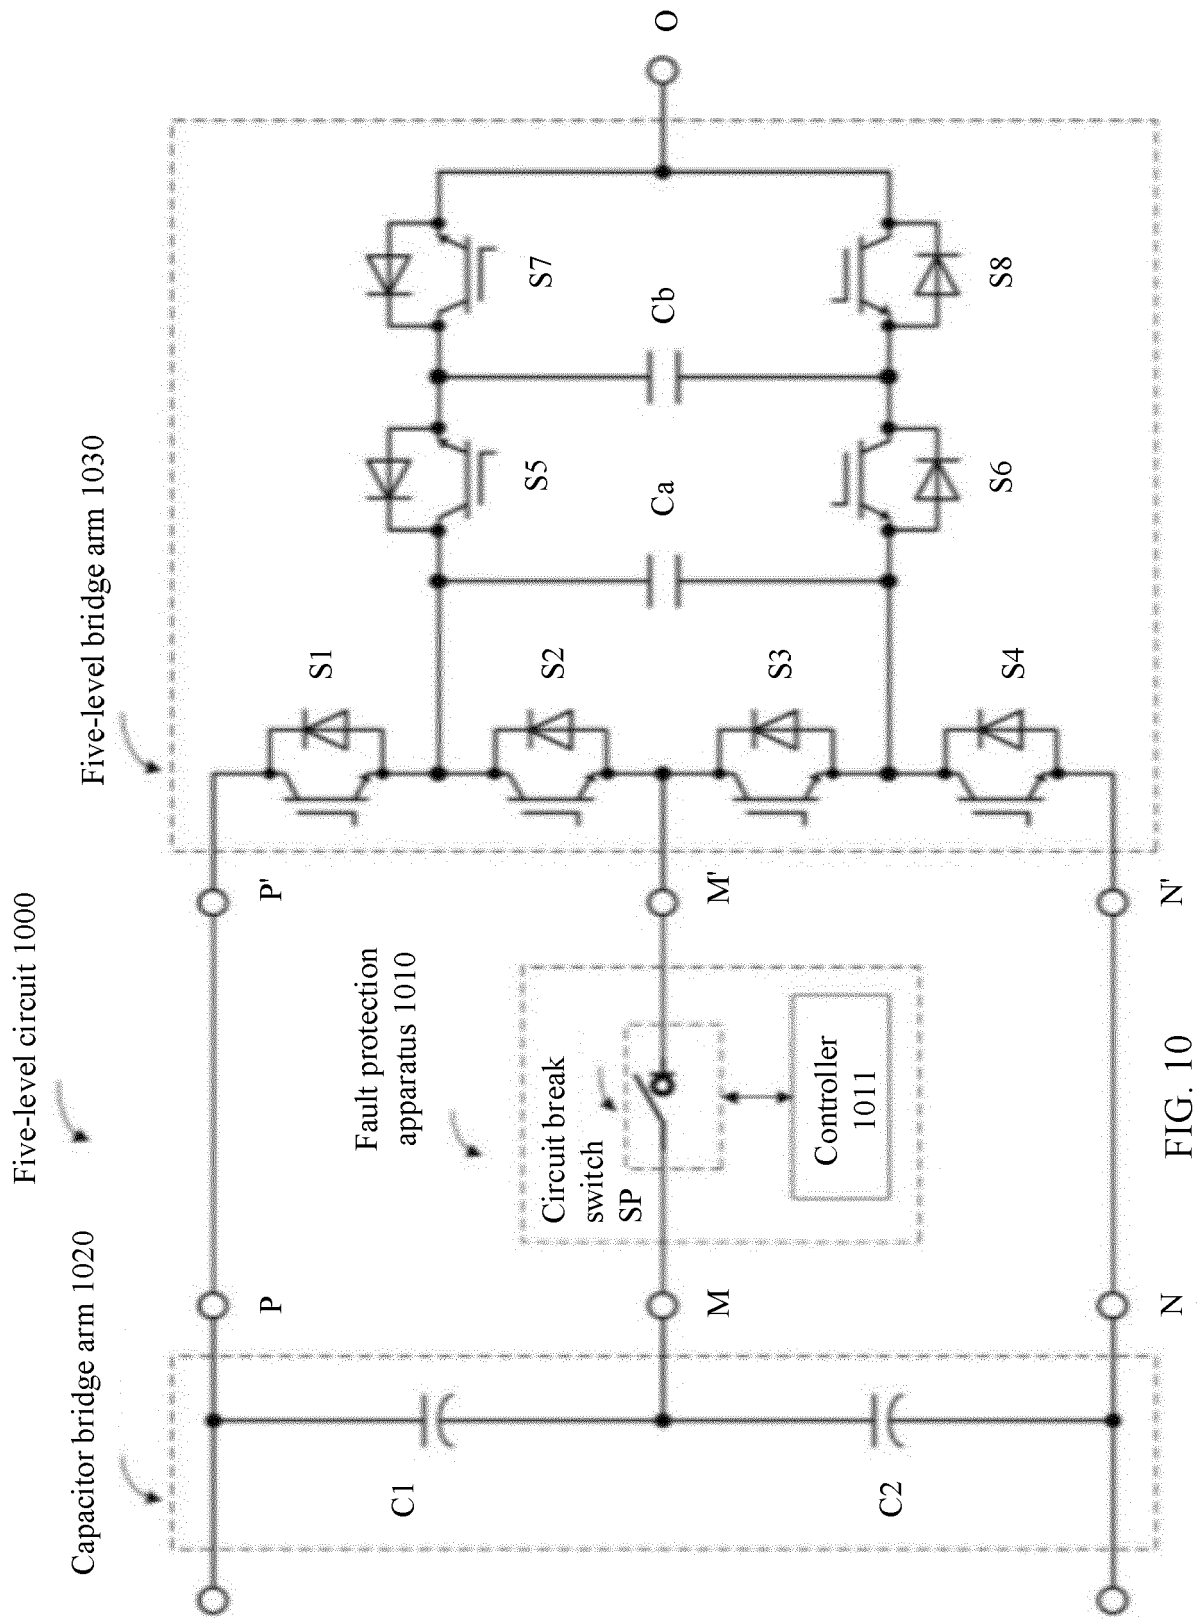 Five-level circuit 1000
Capacitor bridge arm 1020
Five-level bridge arm 1030
Fault protection
apparatus 1010
P
P'
C1
S1
S5
S7
Circuit break
switch
SP
S2
M
M'
Ca
Cb
O
Controller
1011
S3
C2
S4
S6
S8
N
N'
FIG. 10